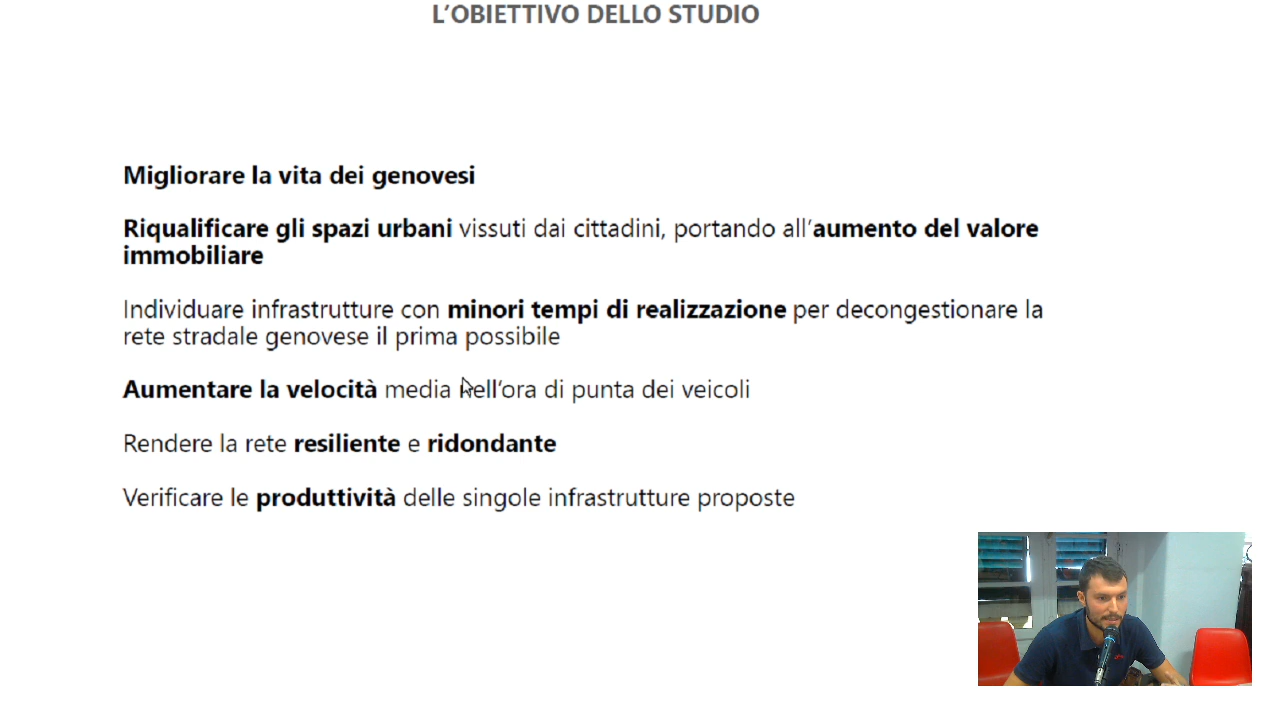 L’OBIETTIVO DELLO STUDIO
Migliorare la vita dei genovesi
Riqualificare gli spazi urbani vissuti dai cittadini, portando all’aumento del valore
immobiliare
Individuare infrastrutture con minori tempi di realizzazione per decongestionare la
rete stradale genovese il prima possibile
Aumentare la velocità media nell’ora di punta dei veicoli
Rendere la rete resiliente e ridondante
Verificare le produttività delle singole infrastrutture proposte